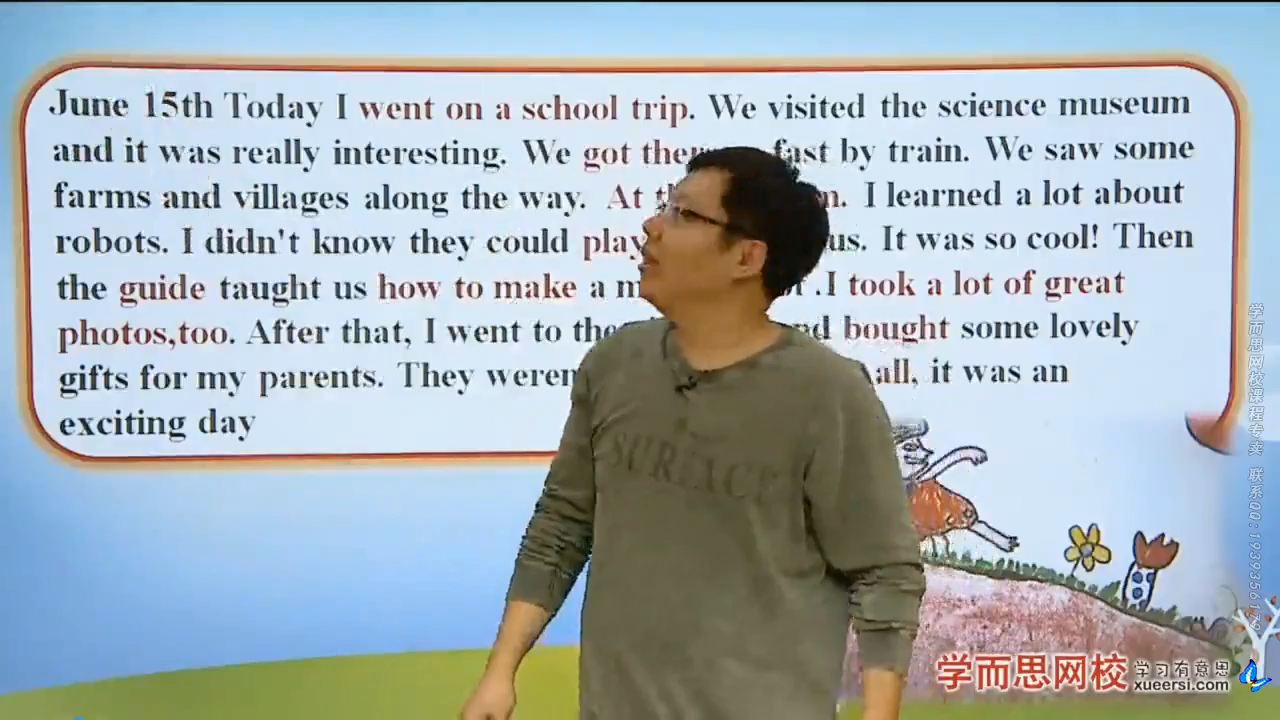 June 15th Today I went on a school trip. We visited the science museum
and it was really interesting. We got fast by train. We saw some
farms and villages along the way. At I learned a lot about
robots. I didn't know they could play us. It was so cool! Then
the guide taught us how to make a .I took a lot of great
photos,too. After that, I went to the bought some lovely
gifts for my parents. They all, it was an
exciting day
SURFACE
学而思网校课程专卖 联系QQ:1939356179
学而思网校 学习有意思
xueersi.com